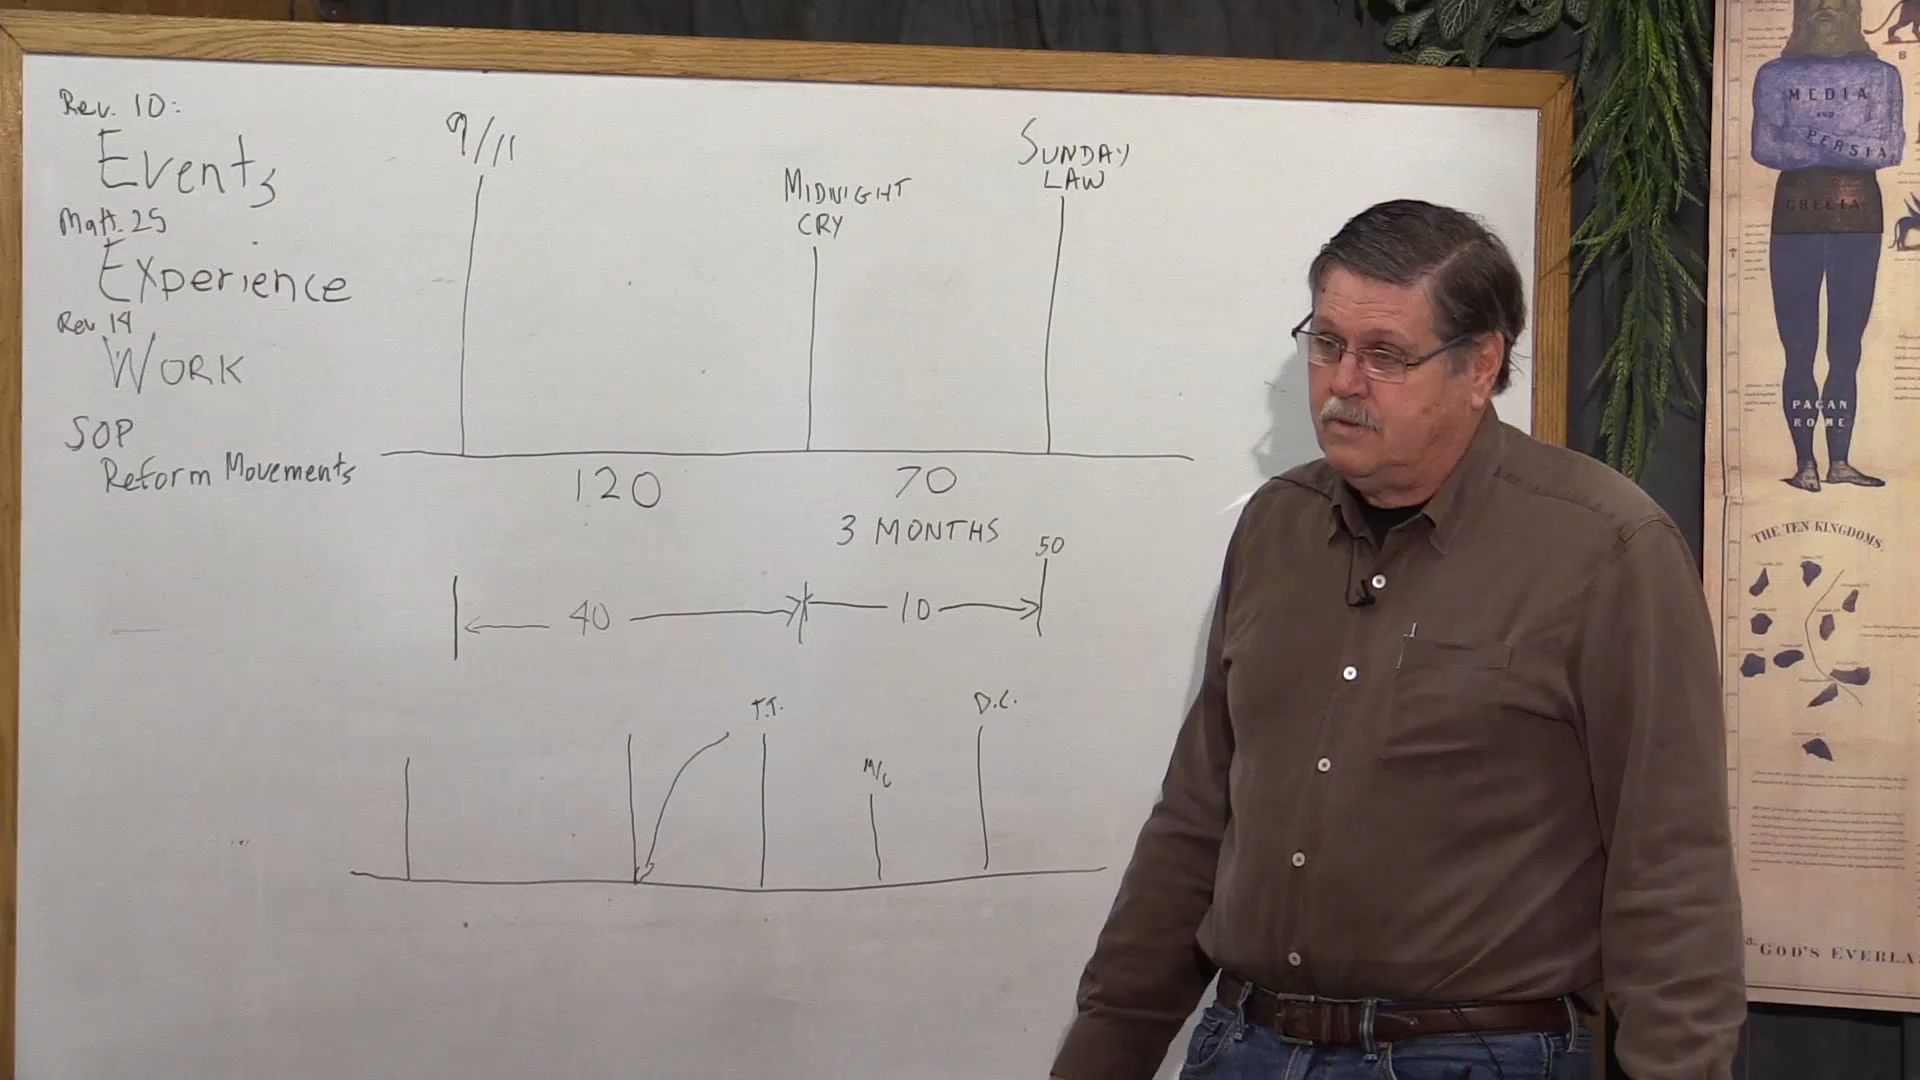 Rev. 10:
Events
Matt. 25
Experience
Rev 14
WORK
SOP
Reform Movements
9/11
MIDNIGHT
CRY
SUNDAY
LAW
120
70
3 MONTHS
50
40
10
T.T.
M/C
D.C.
MEDIA
AND
PERSIA
GRECIA
PAGAN
ROME
THE TEN KINGDOMS.
GOD'S EVERLA
B